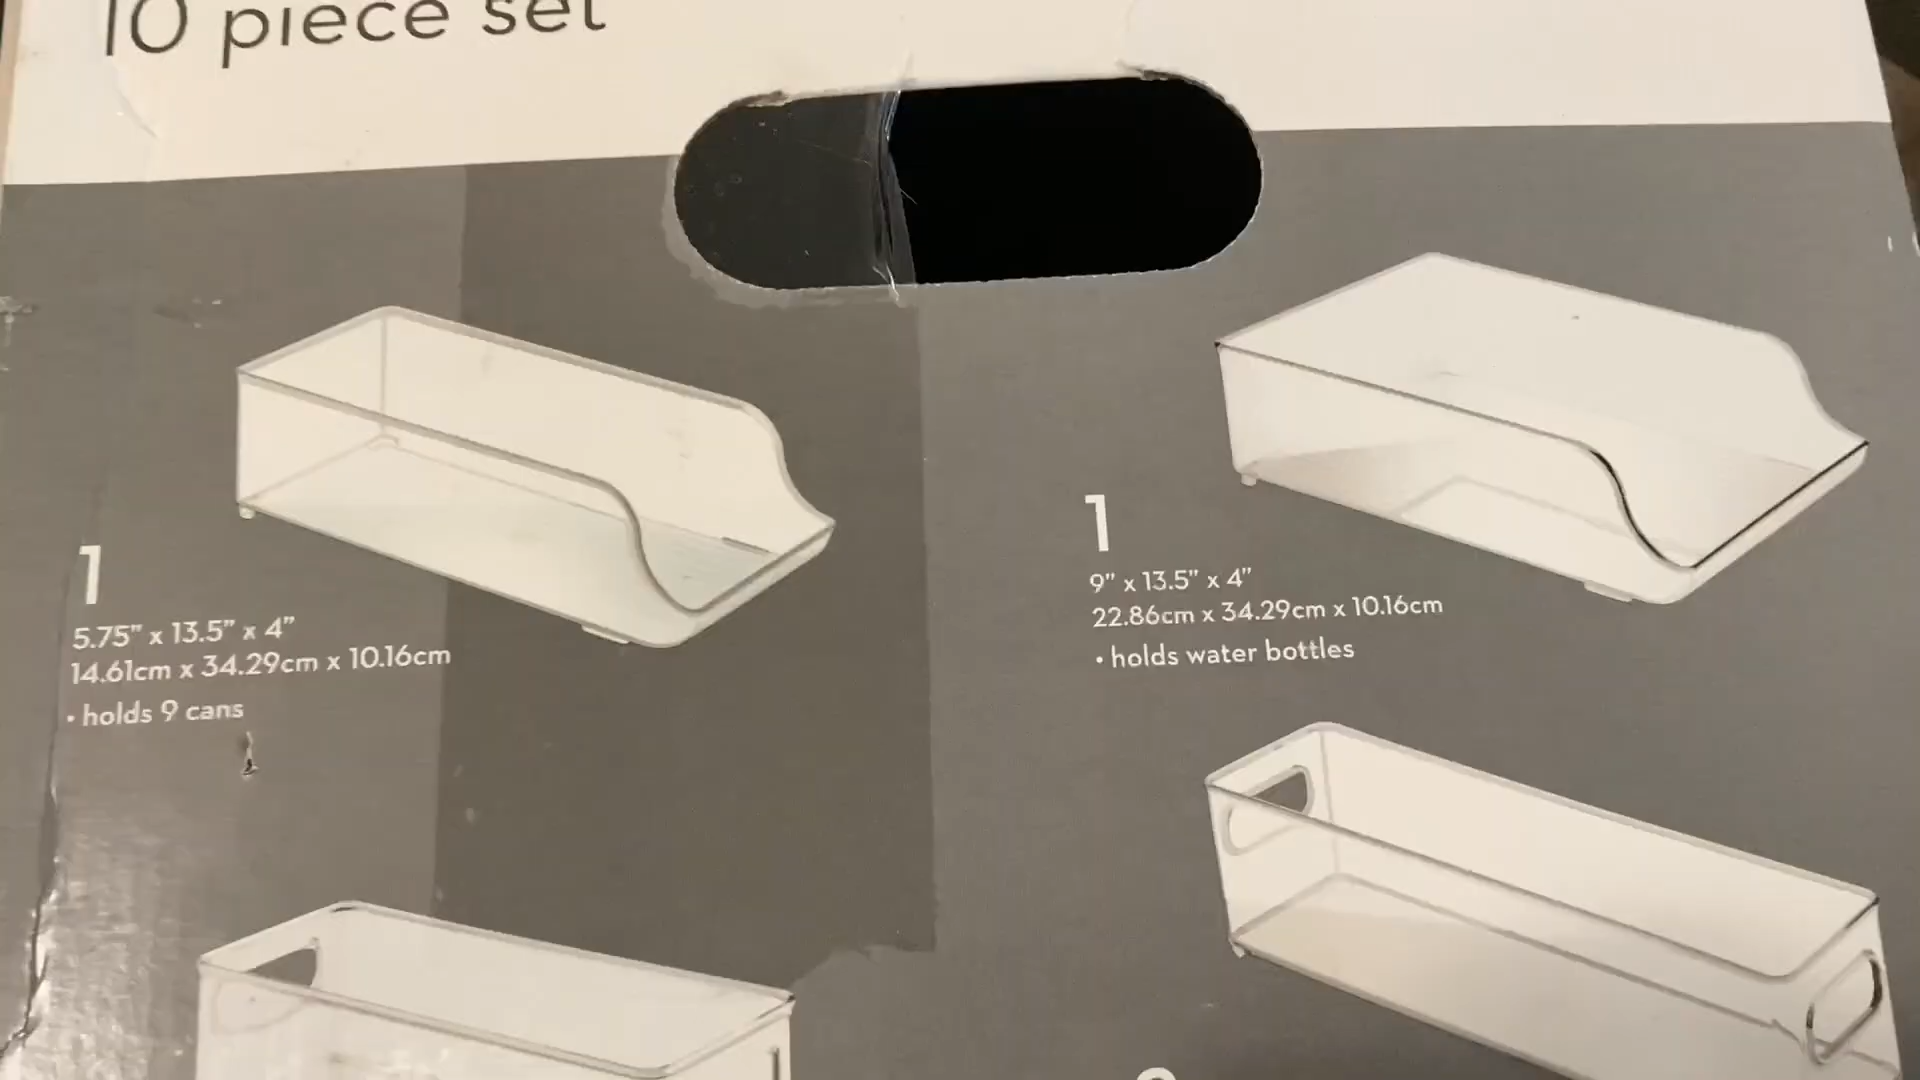 10 piece set
1
5.75" x 13.5" x 4"
14.61cm x 34.29cm x 10.16cm
• holds 9 cans
1
9" x 13.5" x 4"
22.86cm x 34.29cm x 10.16cm
• holds water bottles